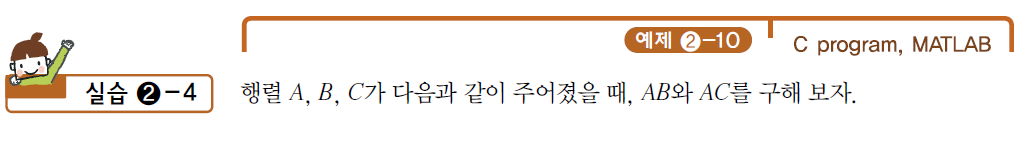 예제 ②-10
C program, MATLAB
실습 ❷-4
행렬 A, B, C가 다음과 같이 주어졌을 때, AB와 AC를 구해 보자.